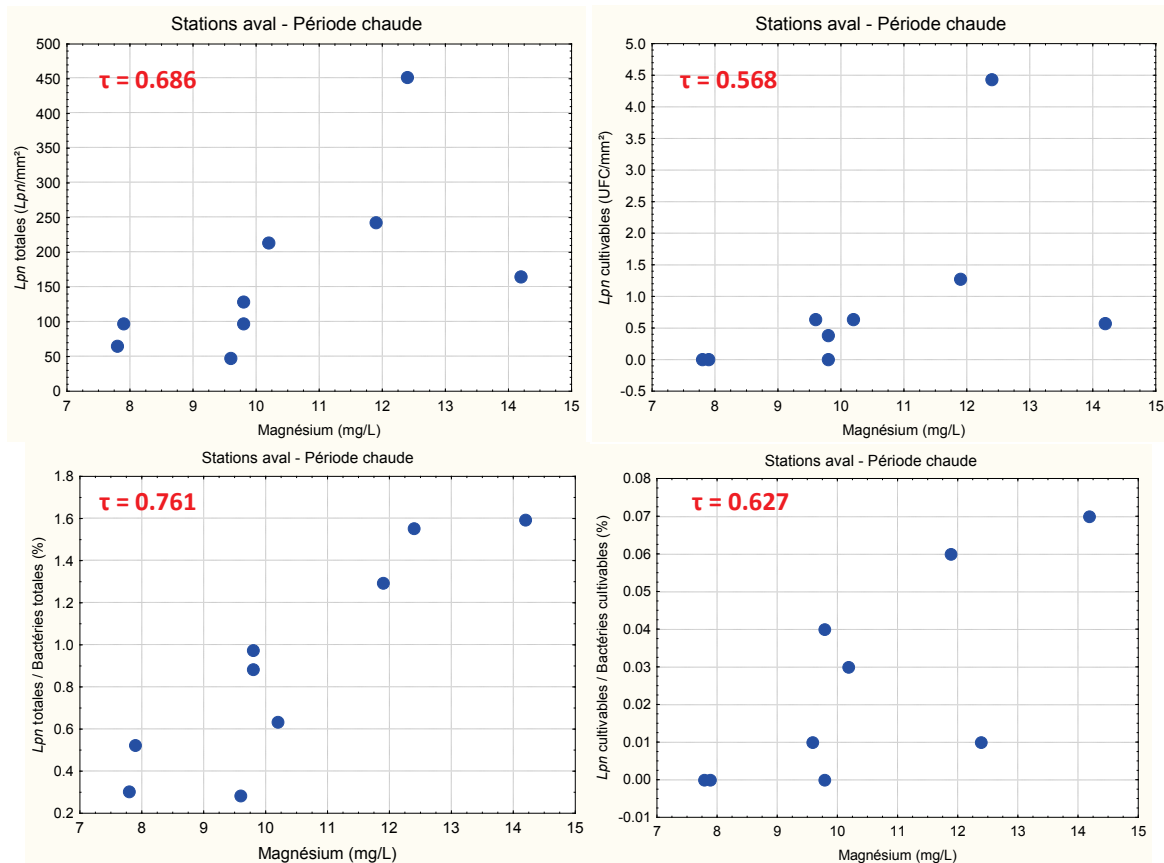 Stations aval - Période chaude
τ = 0.686
Lpn totales (Lpn/mm²)
500
450
400
350
300
250
200
150
100
50
0
7 8 9 10 11 12 13 14 15
Magnésium (mg/L)
Stations aval - Période chaude
τ = 0.568
Lpn cultivables (UFC/mm²)
5.0
4.5
4.0
3.5
3.0
2.5
2.0
1.5
1.0
0.5
0.0
-0.5
7 8 9 10 11 12 13 14 15
Magnésium (mg/L)
Stations aval - Période chaude
τ = 0.761
Lpn totales / Bactéries totales (%)
1.8
1.6
1.4
1.2
1.0
0.8
0.6
0.4
0.2
7 8 9 10 11 12 13 14 15
Magnésium (mg/L)
Stations aval - Période chaude
τ = 0.627
Lpn cultivables / Bactéries cultivables (%)
0.08
0.07
0.06
0.05
0.04
0.03
0.02
0.01
0.00
-0.01
7 8 9 10 11 12 13 14 15
Magnésium (mg/L)